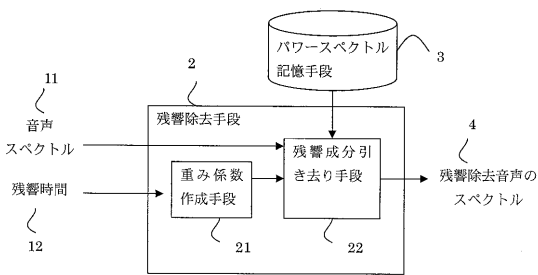 パワースペクトル
記憶手段
3
2
11
音声
スペクトル
残響除去手段
残響成分引
き去り手段
重み係数
作成手段
4
残響除去音声の
スペクトル
残響時間
12
21
22